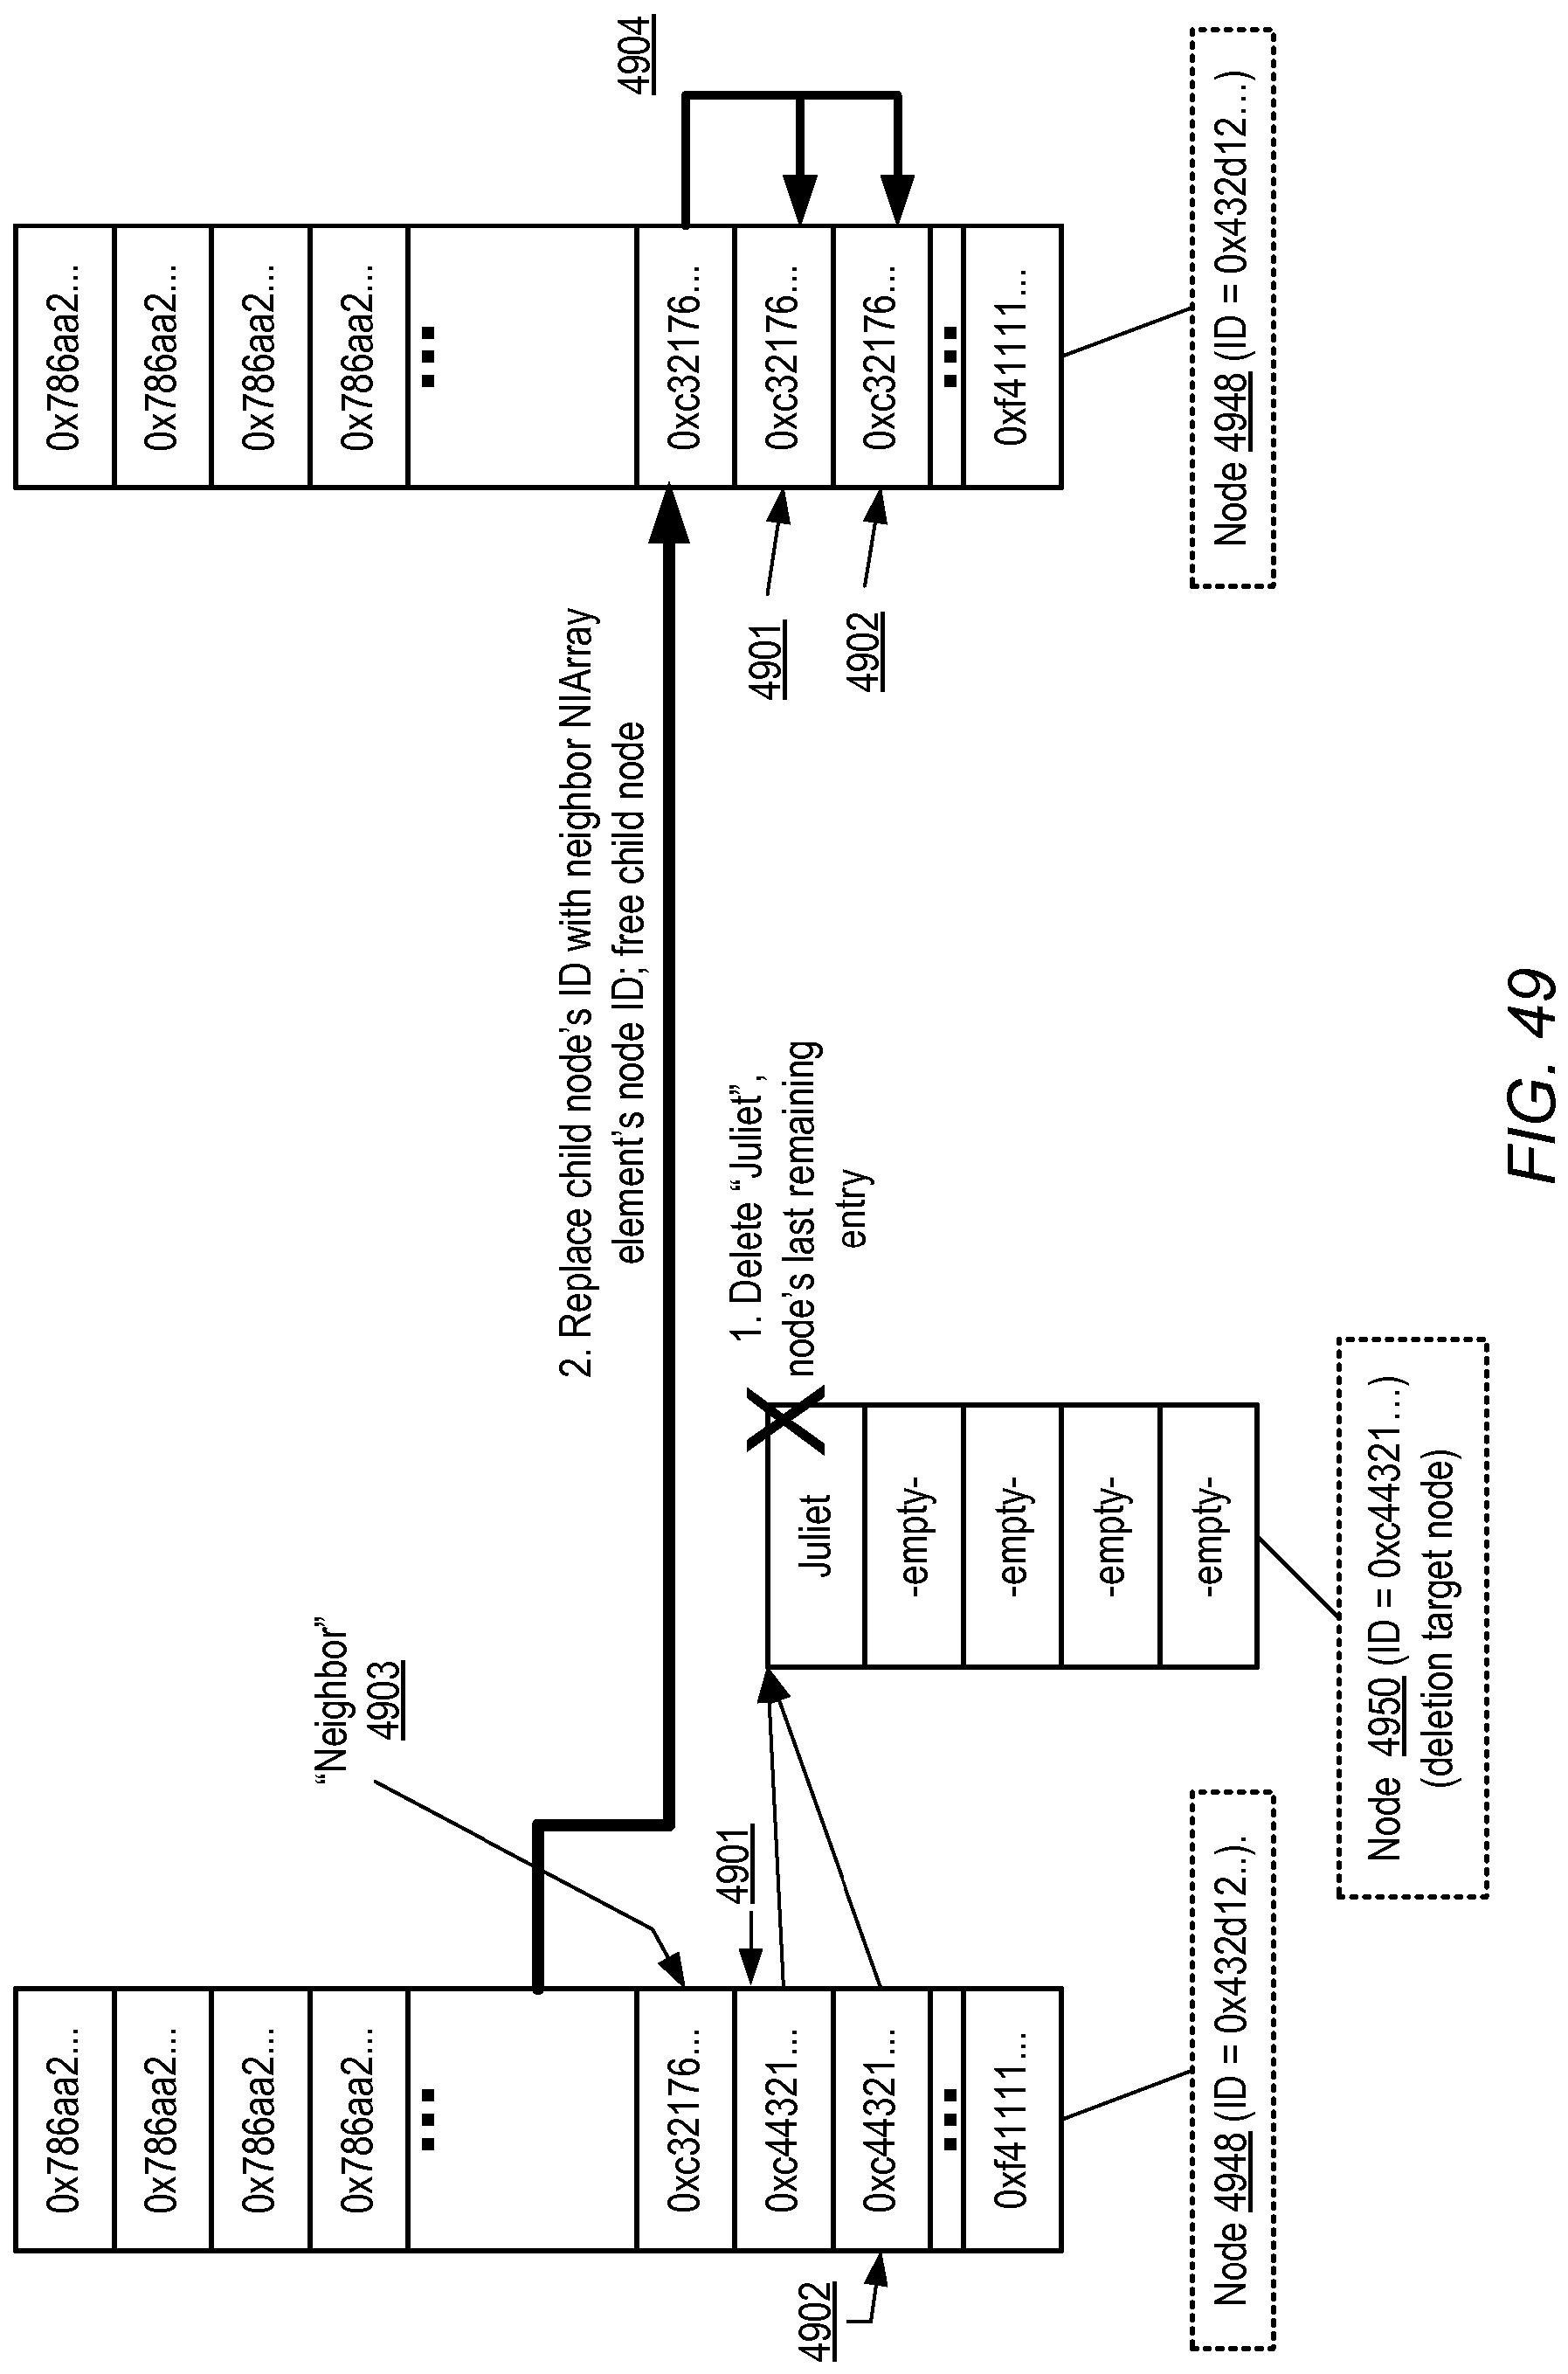 0x786aa2...
0x786aa2...
0x786aa2...
0x786aa2...
...
0xc32176...
0xc44321...
0xc44321...
...
0xf41111...
4902
4901
"Neighbor"
4903
Node 4948 (ID = 0x432d12..).
Juliet
-empty-
-empty-
-empty-
-empty-
Node 4950 (ID = 0xc44321...)
(deletion target node)
1. Delete "Juliet",
node's last remaining
entry
2. Replace child node's ID with neighbor NIArray
element's node ID; free child node
0x786aa2...
0x786aa2...
0x786aa2...
0x786aa2...
...
0xc32176...
0xc32176...
0xc32176...
...
0xf41111...
4901
4902
4904
Node 4948 (ID = 0x432d12...)
FIG. 49